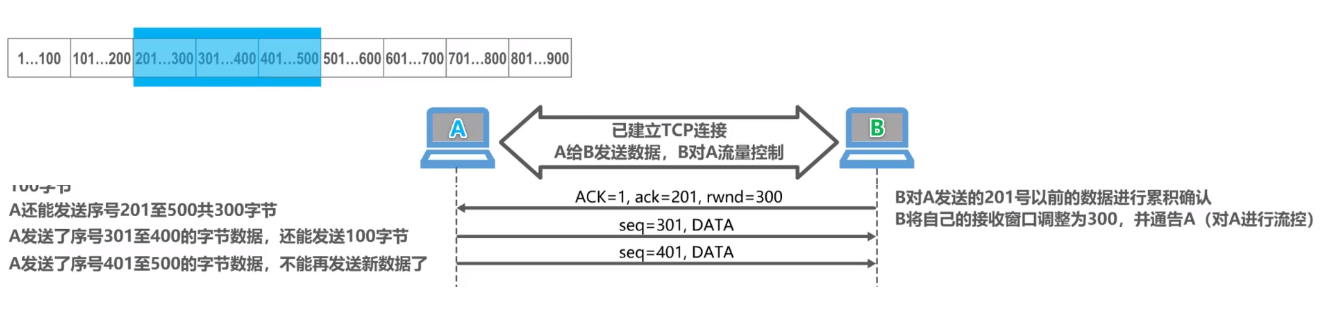 1…100 101…200 201…300 301…400 401…500 501…600 601…700 701…800 801…900
A
B
已建立TCP连接
A给B发送数据，B对A流量控制
100字节
ACK=1, ack=201, rwnd=300
B对A发送的201号以前的数据进行累积确认
A还能发送序号201至500共300字节
B将自己的接收窗口调整为300，并通告A（对A进行流控）
A发送了序号301至400的字节数据，还能发送100字节
seq=301, DATA
A发送了序号401至500的字节数据，不能再发送新数据了
seq=401, DATA